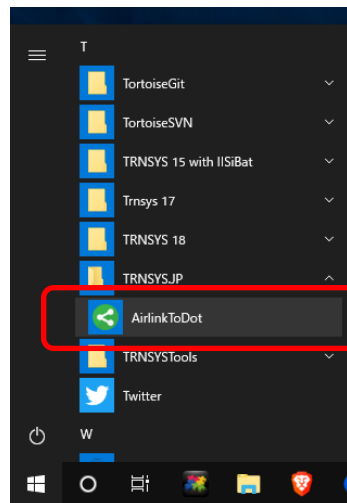 T
TortoiseGit
TortoiseSVN
TRNSYS 15 with IISiBat
Trnsys 17
TRNSYS 18
TRNSYS.JP
AirlinkToDot
TRNSYSTools
Twitter
W